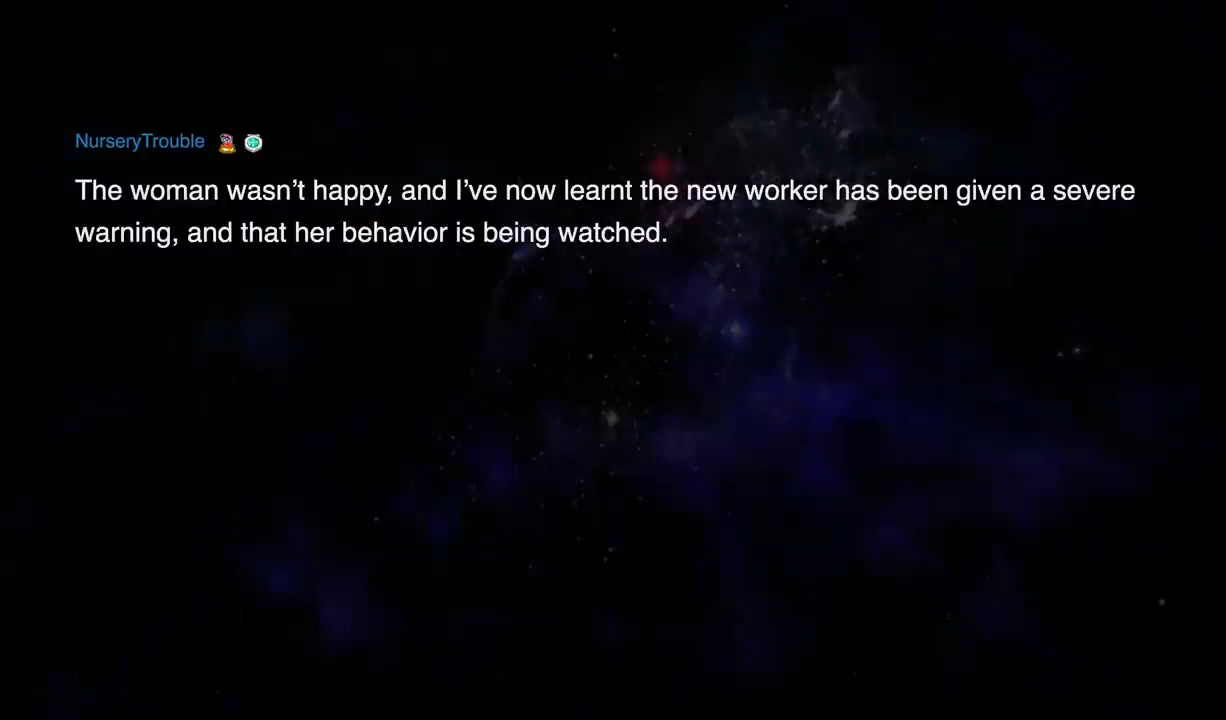 NurseryTrouble
The woman wasn’t happy, and I’ve now learnt the new worker has been given a severe
warning, and that her behavior is being watched.